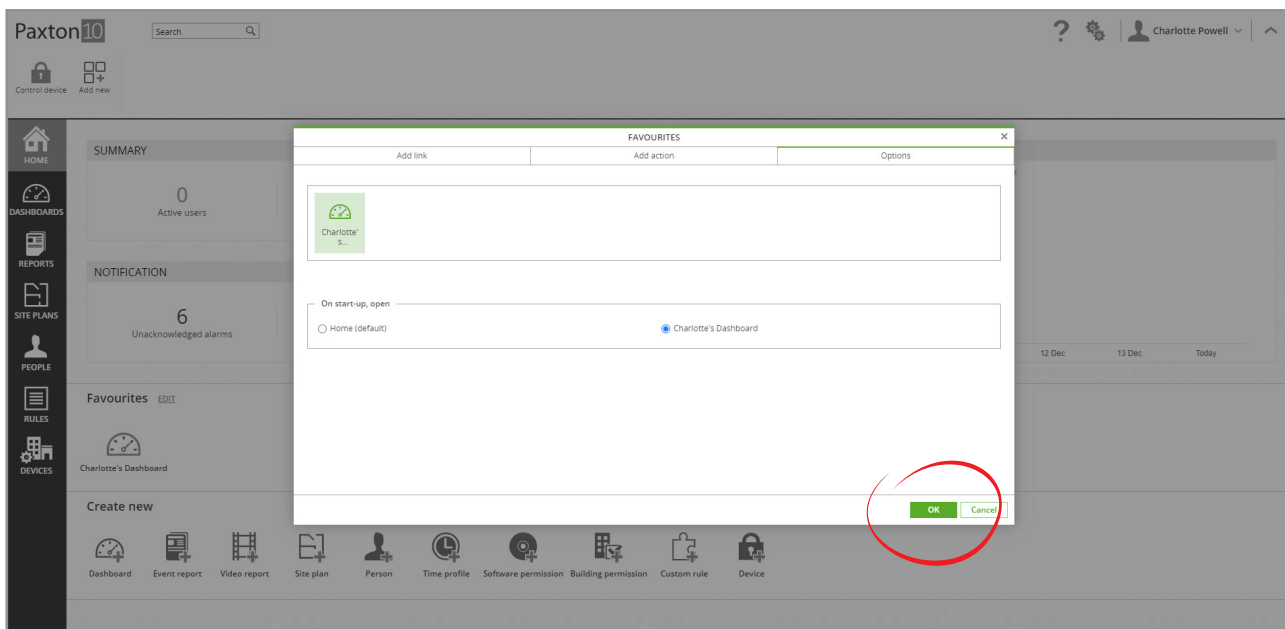 Paxton10
Search
Charlotte Powell
Control device
Add new
HOME
DASHBOARDS
REPORTS
SITE PLANS
PEOPLE
RULES
DEVICES
SUMMARY
0
Active users
NOTIFICATION
6
Unacknowledged alarms
12 Dec
13 Dec
Today
FAVOURITES
Add link
Add action
Options
Charlotte'
s...
On start-up, open
Home (default)
Charlotte's Dashboard
OK
Cancel
Favourites EDIT
Charlotte's Dashboard
Create new
Dashboard
Event report
Video report
Site plan
Person
Time profile
Software permission
Building permission
Custom rule
Device